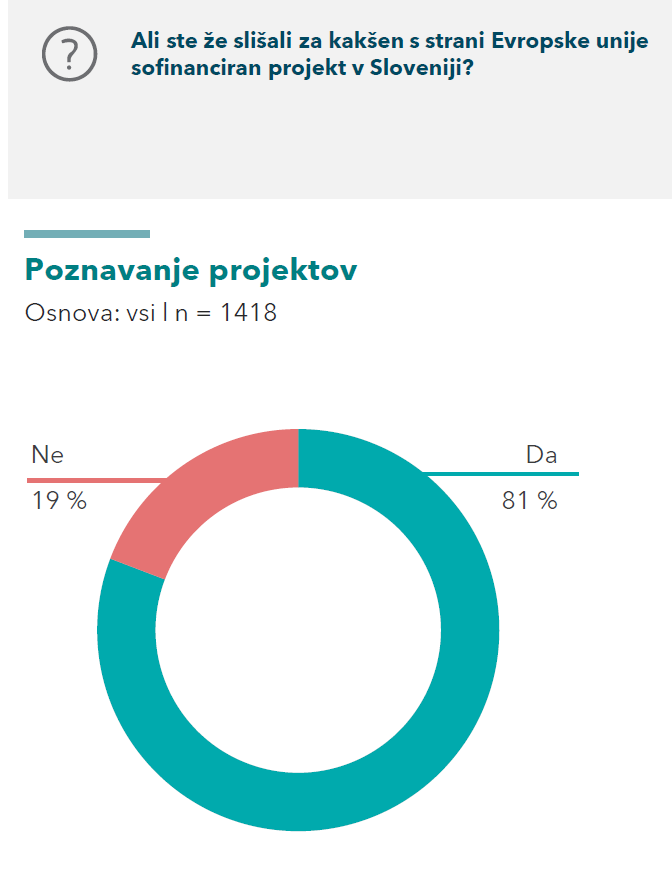 ?
Ali ste že slišali za kakšen s strani Evropske unije
sofinanciran projekt v Sloveniji?
Poznavanje projektov
Osnova: vsi l n = 1418
Ne
19 %
Da
81 %